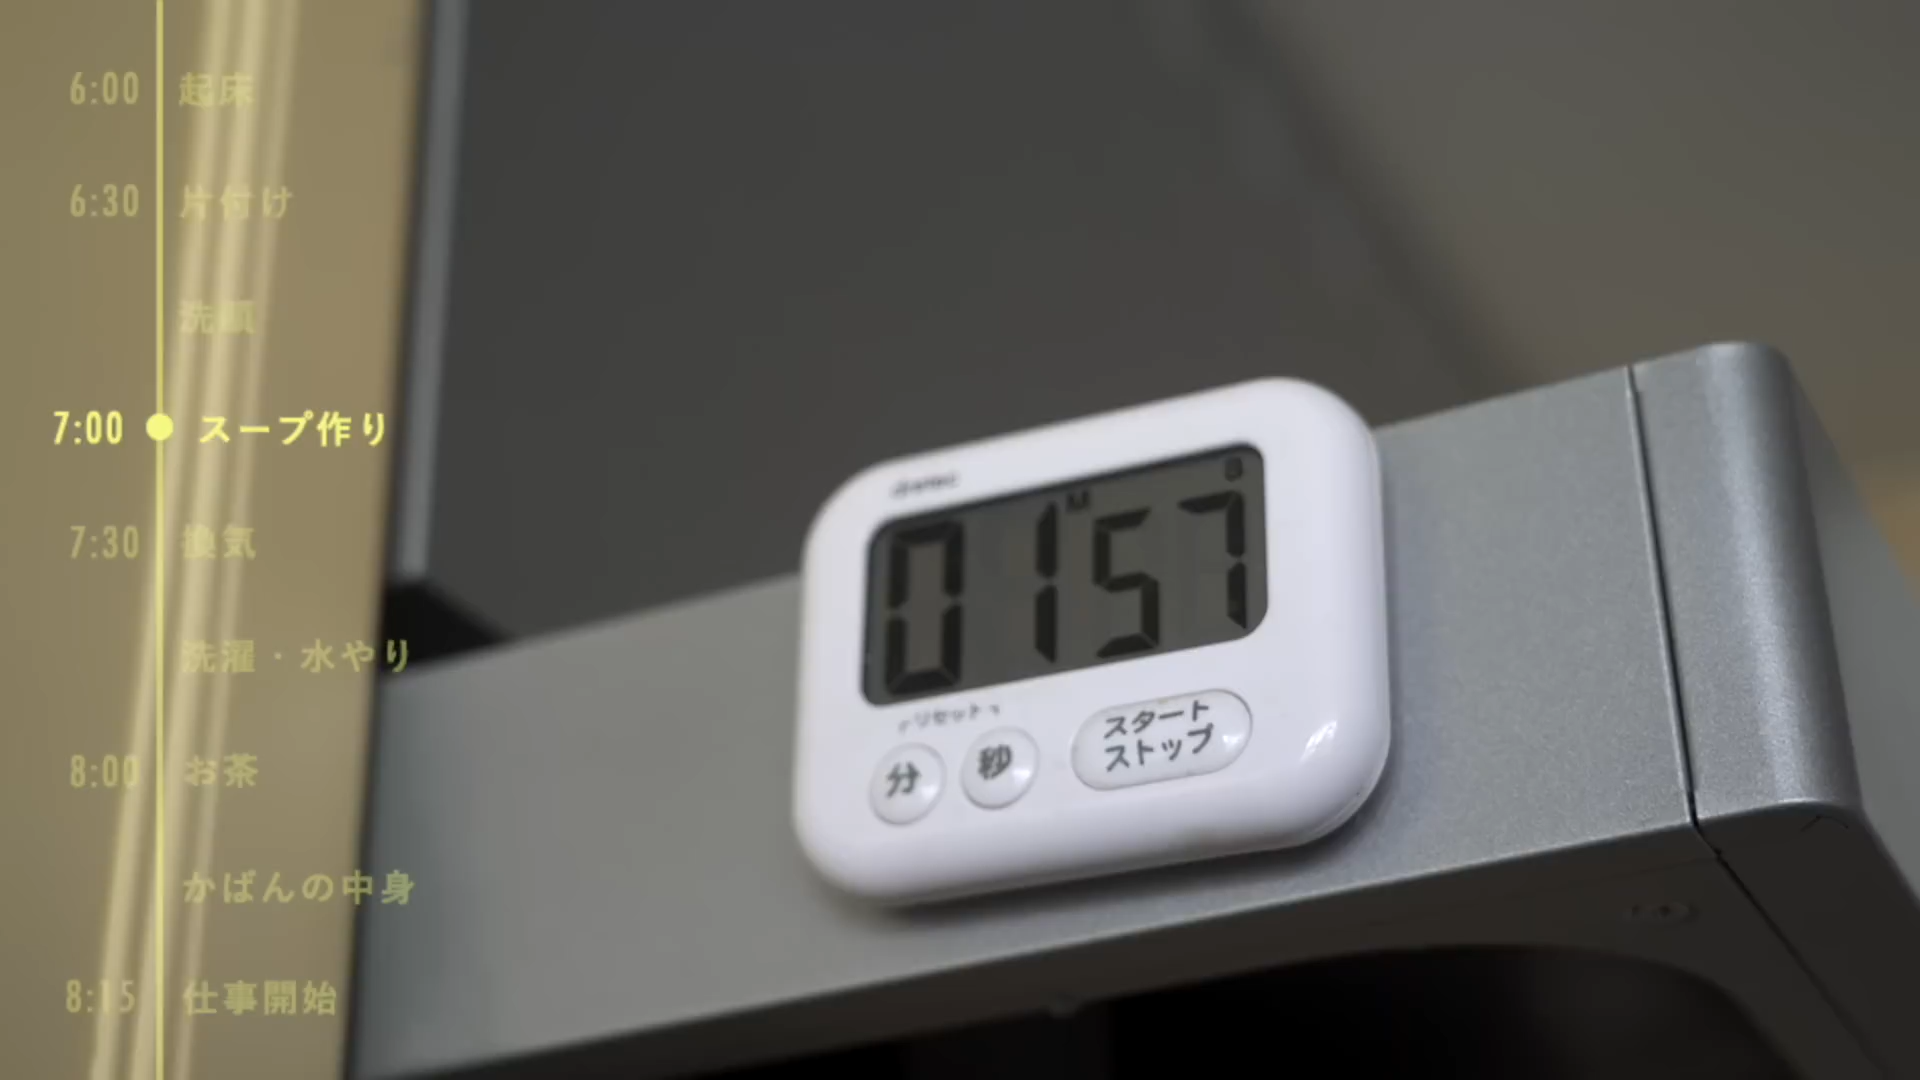 6:00 起床
6:30 片付け
洗顔
7:00 スープ作り
7:30 換気
洗濯・水やり
8:00 お茶
かばんの中身
8:15 仕事開始
dretec
M S
01 57
リセット
分 秒
スタート
ストップ